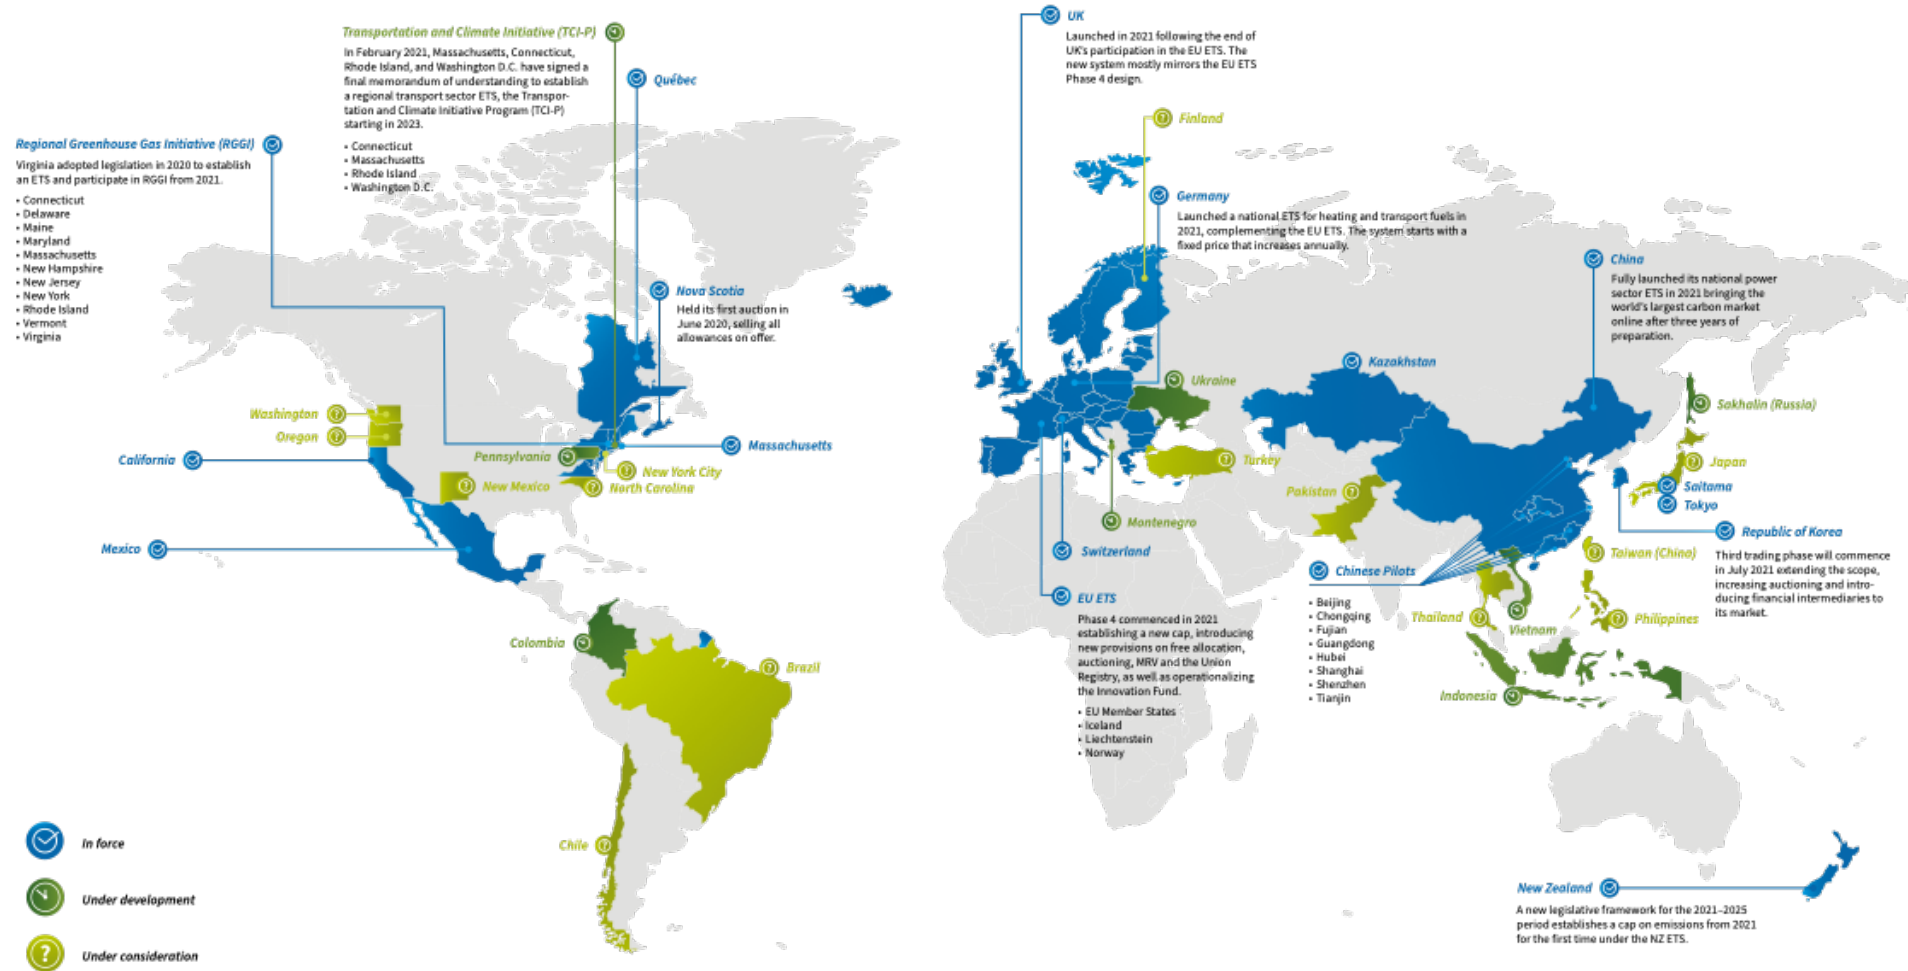 Transportation and Climate Initiative (TCI-P)
In February 2021, Massachusetts, Connecticut,
Rhode Island, and Washington D.C. have signed a
final memorandum of understanding to establish
a regional transport sector ETS, the Transpor-
tation and Climate Initiative Program (TCI-P)
starting in 2023.
• Connecticut
• Massachusetts
• Rhode Island
• Washington D.C.
Québec
Regional Greenhouse Gas Initiative (RGGI)
Virginia adopted legislation in 2020 to establish
an ETS and participate in RGGI from 2021.
• Connecticut
• Delaware
• Maine
• Maryland
• Massachusetts
• New Hampshire
• New Jersey
• New York
• Rhode Island
• Vermont
• Virginia
Nova Scotia
Held its first auction in
June 2020, selling all
allowances on offer.
Washington
Oregon
California
Pennsylvania
Massachusetts
New York City
New Mexico
North Carolina
Mexico
Colombia
Brazil
Chile
In force
Under development
Under consideration
UK
Launched in 2021 following the end of
UK's participation in the EU ETS. The
new system mostly mirrors the EU ETS
Phase 4 design.
Finland
Germany
Launched a national ETS for heating and transport fuels in
2021, complementing the EU ETS. The system starts with a
fixed price that increases annually.
China
Fully launched its national power
sector ETS in 2021 bringing the
world's largest carbon market
online after three years of
preparation.
Kazakhstan
Ukraine
Sakhalin (Russia)
Turkey
Japan
Pakistan
Saitama
Tokyo
Montenegro
Switzerland
Republic of Korea
Third trading phase will commence
in July 2021 extending the scope,
increasing auctioning and intro-
ducing financial intermediaries to
its market.
Taiwan (China)
Chinese Pilots
• Beijing
• Chongqing
• Fujian
• Guangdong
• Hubei
• Shanghai
• Shenzhen
• Tianjin
EU ETS
Phase 4 commenced in 2021
establishing a new cap, introducing
new provisions on free allocation,
auctioning, MRV and the Union
Registry, as well as operationalizing
the Innovation Fund.
• EU Member States
• Iceland
• Liechtenstein
• Norway
Thailand
Vietnam
Philippines
Indonesia
New Zealand
A new legislative framework for the 2021–2025
period establishes a cap on emissions from 2021
for the first time under the NZ ETS.